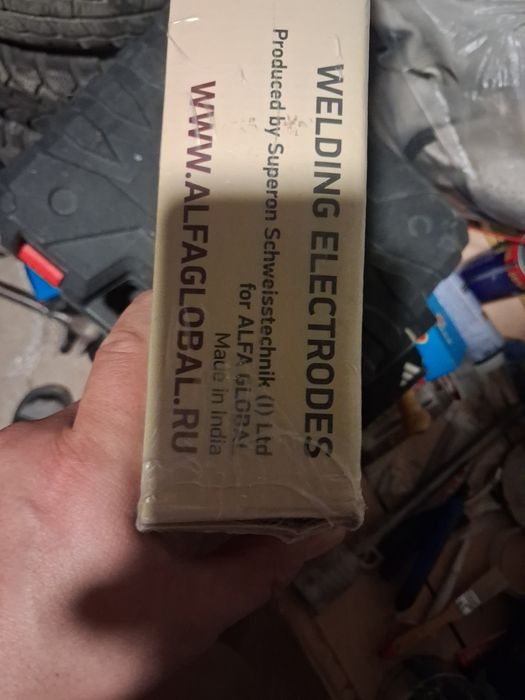 WELDING ELECTRODES
Produced by Superon Schweisstechnik (I) Ltd
for ALFA GLOBAL
Made in India
WWW.ALFAGLOBAL.RU